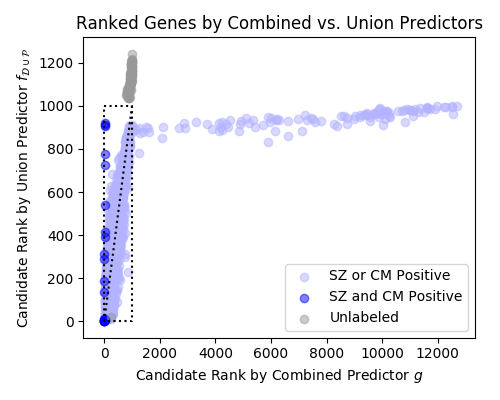 Ranked Genes by Combined vs. Union Predictors
Candidate Rank by Union Predictor f_{D∪P}
1200
1000
800
600
400
200
0
SZ or CM Positive
SZ and CM Positive
Unlabeled
0 2000 4000 6000 8000 10000 12000
Candidate Rank by Combined Predictor g